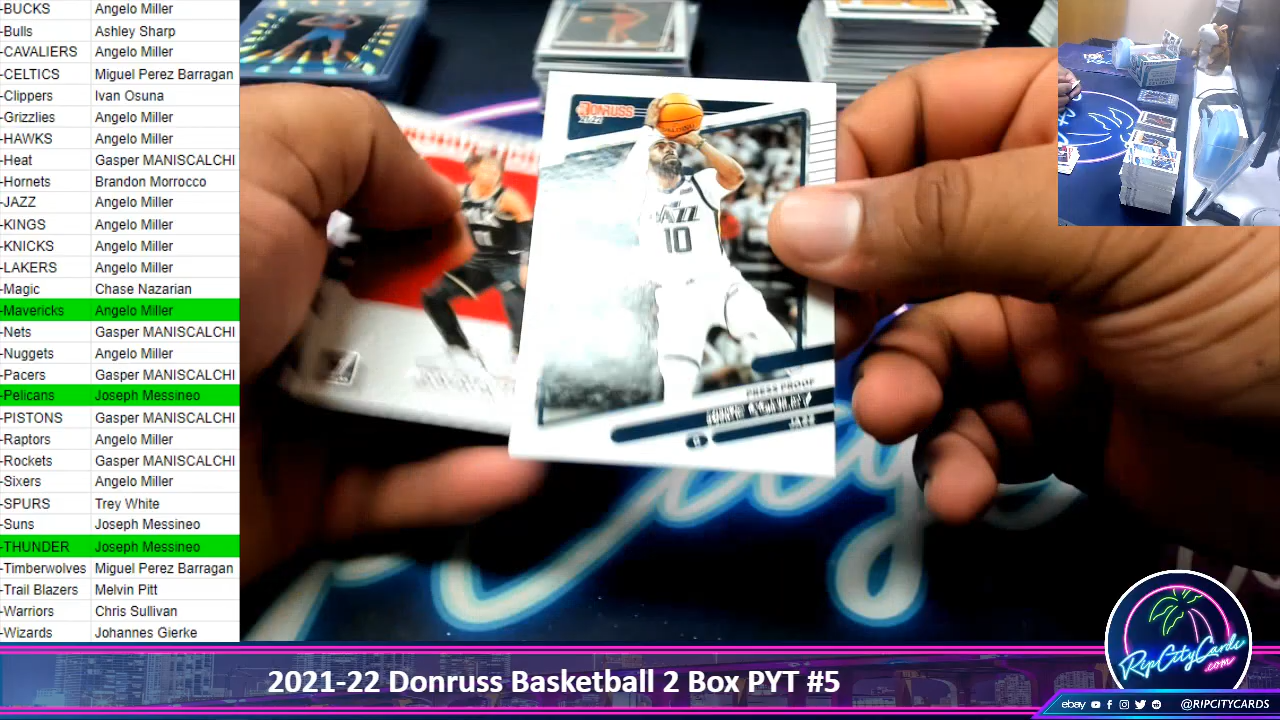 -BUCKS Angelo Miller
-Bulls Ashley Sharp
-CAVALIERS Angelo Miller
-CELTICS Miguel Perez Barragan
-Clippers Ivan Osuna
-Grizzlies Angelo Miller
-HAWKS Angelo Miller
-Heat Gasper MANISCALCHI
-Hornets Brandon Morrocco
-JAZZ Angelo Miller
-KINGS Angelo Miller
-KNICKS Angelo Miller
-LAKERS Angelo Miller
-Magic Chase Nazarian
-Mavericks Angelo Miller
-Nets Gasper MANISCALCHI
-Nuggets Angelo Miller
-Pacers Gasper MANISCALCHI
-Pelicans Joseph Messineo
-PISTONS Gasper MANISCALCHI
-Raptors Angelo Miller
-Rockets Gasper MANISCALCHI
-Sixers Angelo Miller
-SPURS Trey White
-Suns Joseph Messineo
-THUNDER Joseph Messineo
-Timberwolves Miguel Perez Barragan
-Trail Blazers Melvin Pitt
-Warriors Chris Sullivan
-Wizards Johannes Gierke
DONRUSS
SPALDING
JAZZ
10
PRESS PROOF
JAZZ
RipCityCards
.com
2021-22 Donruss Basketball 2 Box PYT #5
ebay @RIPCITYCARDS